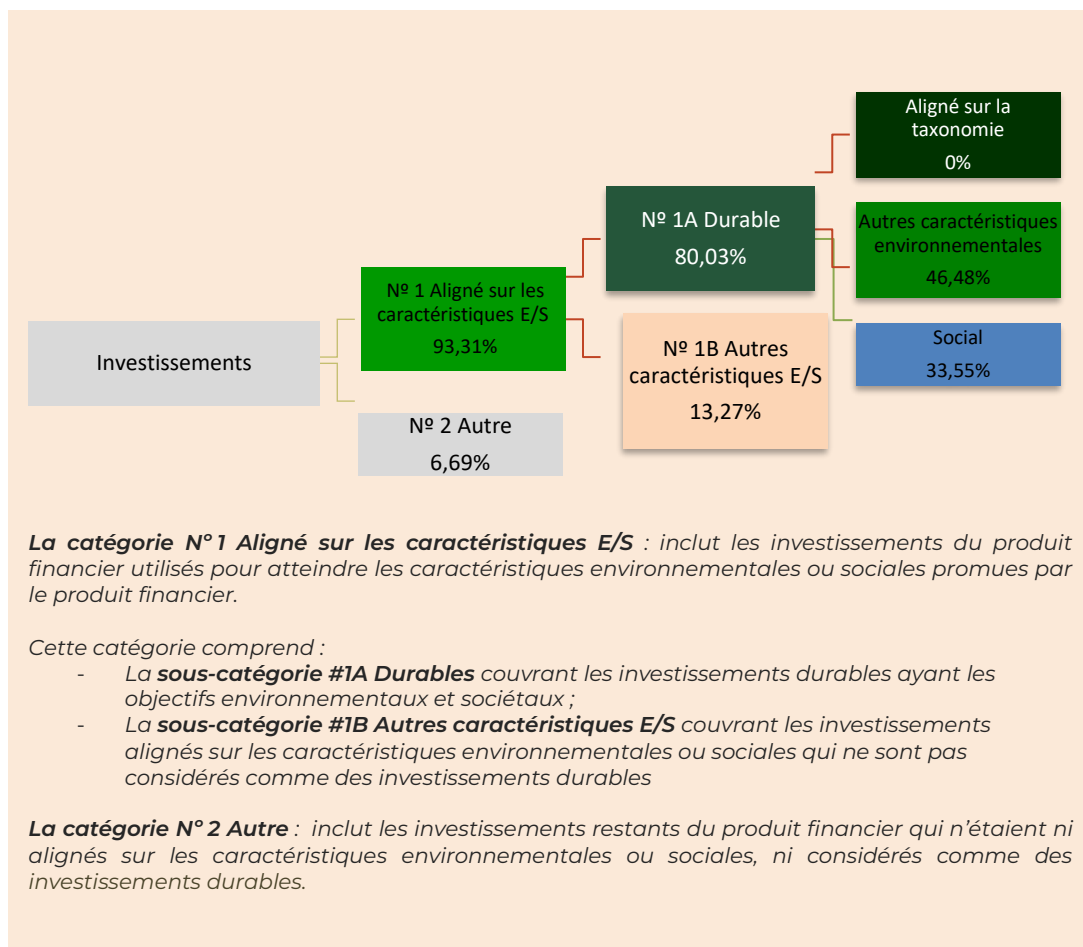 Aligné sur la
taxonomie
0%
Nº 1A Durable
80,03%
Autres caractéristiques
environnementales
46,48%
Nº 1 Aligné sur les
caractéristiques E/S
93,31%
Investissements
Nº 1B Autres
caractéristiques E/S
13,27%
Social
33,55%
Nº 2 Autre
6,69%
La catégorie Nº 1 Aligné sur les caractéristiques E/S : inclut les investissements du produit
financier utilisés pour atteindre les caractéristiques environnementales ou sociales promues par
le produit financier.
Cette catégorie comprend :
- La sous-catégorie #1A Durables couvrant les investissements durables ayant les
objectifs environnementaux et sociétaux ;
- La sous-catégorie #1B Autres caractéristiques E/S couvrant les investissements
alignés sur les caractéristiques environnementales ou sociales qui ne sont pas
considérés comme des investissements durables
La catégorie Nº 2 Autre : inclut les investissements restants du produit financier qui n’étaient ni
alignés sur les caractéristiques environnementales ou sociales, ni considérés comme des
investissements durables.